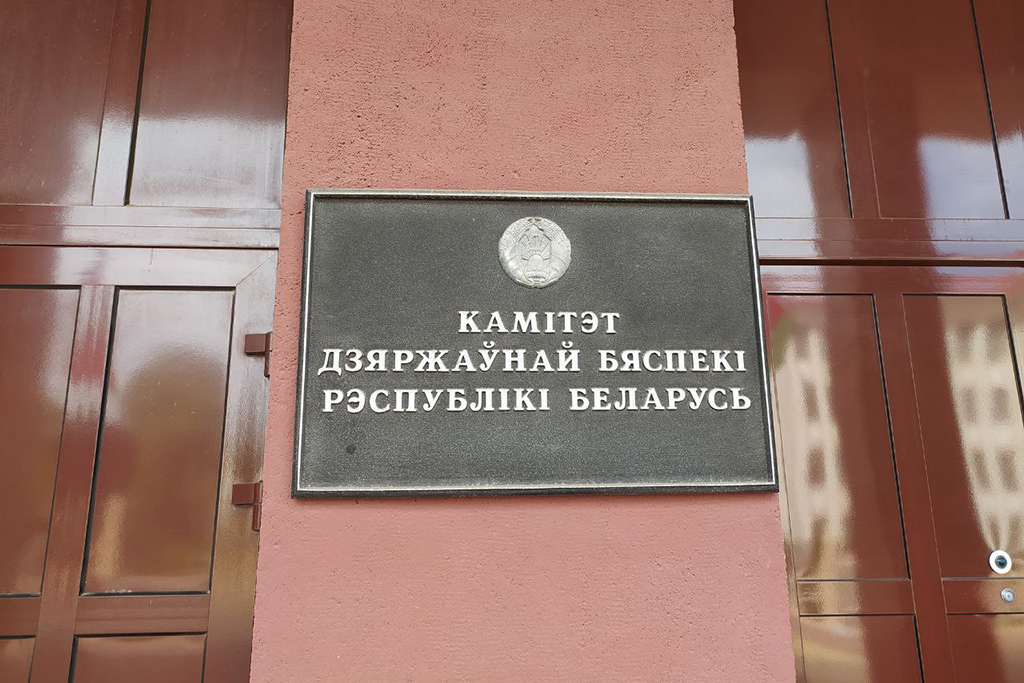 КАМІТЭТ
ДЗЯРЖАЎНАЙ БЯСПЕКІ
РЭСПУБЛІКІ БЕЛАРУСЬ